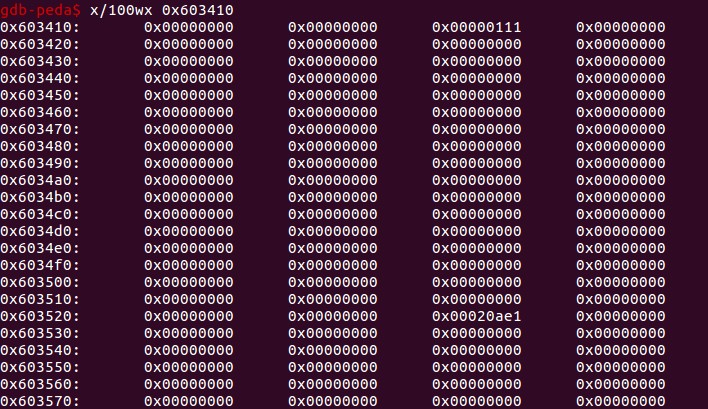 gdb-peda$ x/100wx 0x603410
0x603410: 0x00000000 0x00000000 0x00000111 0x00000000
0x603420: 0x00000000 0x00000000 0x00000000 0x00000000
0x603430: 0x00000000 0x00000000 0x00000000 0x00000000
0x603440: 0x00000000 0x00000000 0x00000000 0x00000000
0x603450: 0x00000000 0x00000000 0x00000000 0x00000000
0x603460: 0x00000000 0x00000000 0x00000000 0x00000000
0x603470: 0x00000000 0x00000000 0x00000000 0x00000000
0x603480: 0x00000000 0x00000000 0x00000000 0x00000000
0x603490: 0x00000000 0x00000000 0x00000000 0x00000000
0x6034a0: 0x00000000 0x00000000 0x00000000 0x00000000
0x6034b0: 0x00000000 0x00000000 0x00000000 0x00000000
0x6034c0: 0x00000000 0x00000000 0x00000000 0x00000000
0x6034d0: 0x00000000 0x00000000 0x00000000 0x00000000
0x6034e0: 0x00000000 0x00000000 0x00000000 0x00000000
0x6034f0: 0x00000000 0x00000000 0x00000000 0x00000000
0x603500: 0x00000000 0x00000000 0x00000000 0x00000000
0x603510: 0x00000000 0x00000000 0x00000000 0x00000000
0x603520: 0x00000000 0x00000000 0x00020ae1 0x00000000
0x603530: 0x00000000 0x00000000 0x00000000 0x00000000
0x603540: 0x00000000 0x00000000 0x00000000 0x00000000
0x603550: 0x00000000 0x00000000 0x00000000 0x00000000
0x603560: 0x00000000 0x00000000 0x00000000 0x00000000
0x603570: 0x00000000 0x00000000 0x00000000 0x00000000